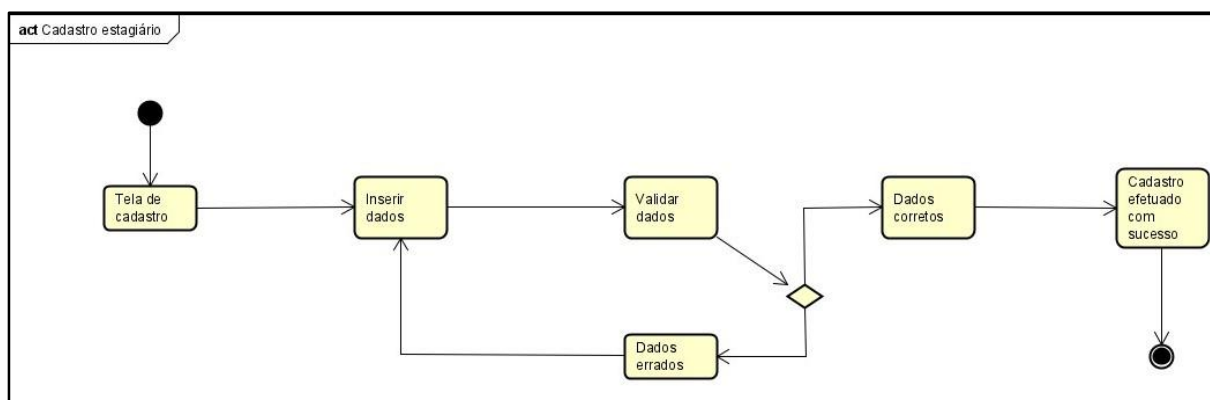 act Cadastro estagiário
Tela de
cadastro
Inserir
dados
Validar
dados
Dados
corretos
Cadastro
efetuado
com
sucesso
Dados
errados